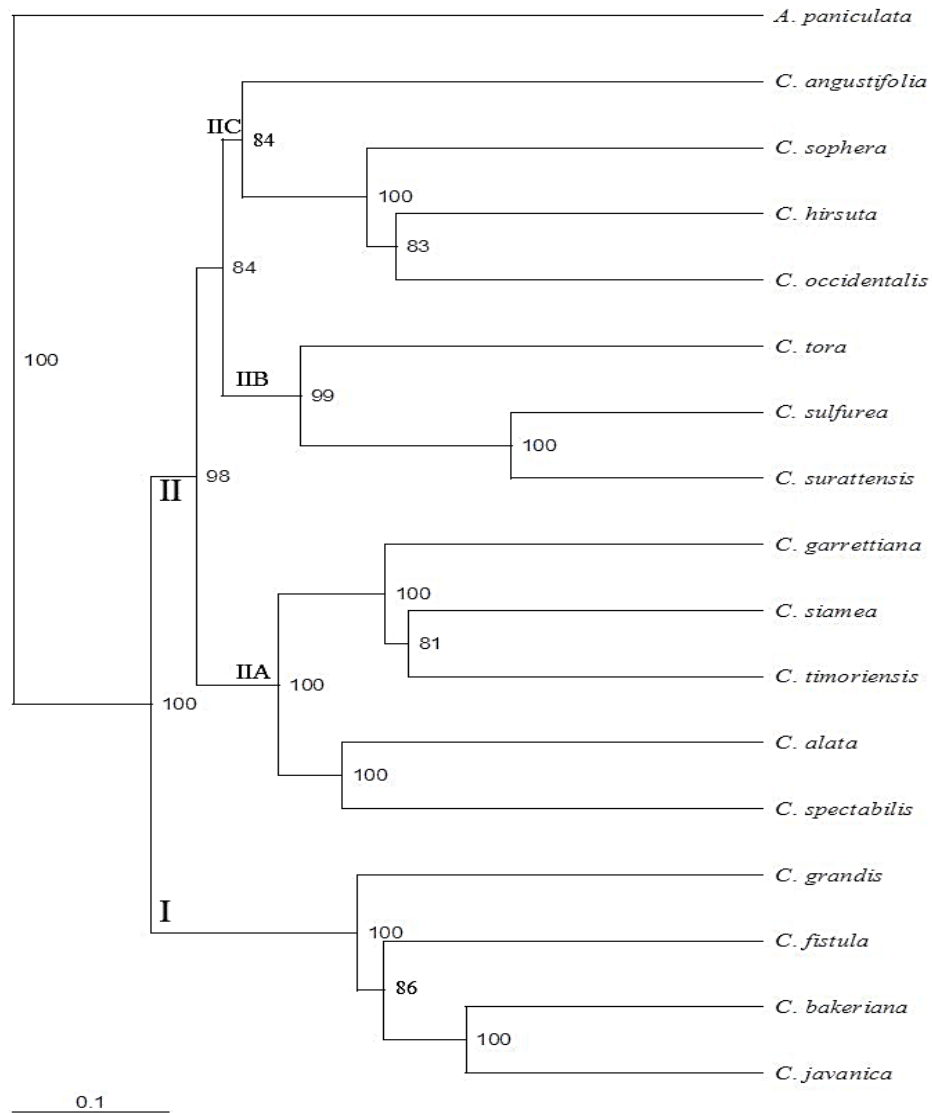 A. paniculata
C. angustifolia
IIC
84
C. sophera
100
C. hirsuta
83
C. occidentalis
84
C. tora
100
IIB
99
C. sulfurea
100
C. surattensis
98
II
C. garrettiana
100
C. siamea
81
C. timoriensis
IIA
100
100
C. alata
100
C. spectabilis
C. grandis
I
100
C. fistula
86
C. bakeriana
100
C. javanica
0.1